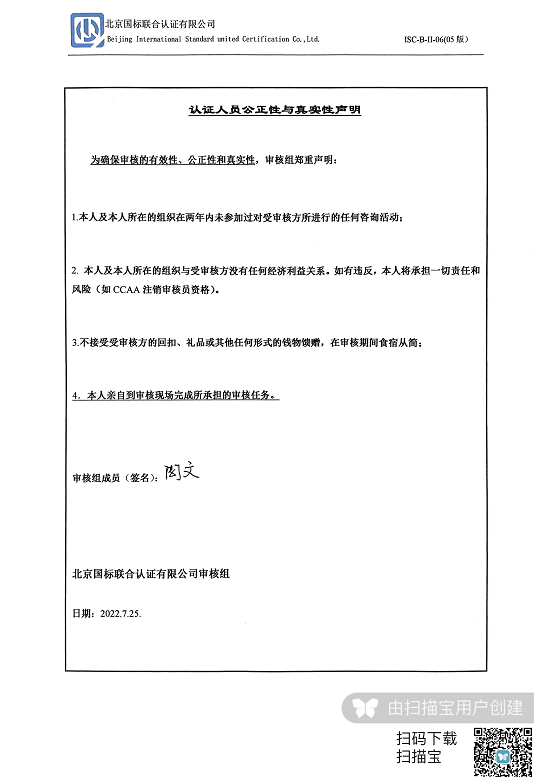 北京国标联合认证有限公司
Beijing International Standard united Certification Co.,Ltd.
ISC-B-II-06(05 版)
认证人员公正性与真实性声明
为确保审核的有效性、公正性和真实性，审核组郑重声明：
1.本人及本人所在的组织在两年内未参加过对受审核方所进行的任何咨询活动；
2. 本人及本人所在的组织与受审核方没有任何经济利益关系。如有违反，本人将承担一切责任和
风险（如 CCAA 注销审核员资格）。
3.不接受受审核方的回扣、礼品或其他任何形式的钱物馈赠，在审核期间食宿从简；
4．本人亲自到审核现场完成所承担的审核任务。
审核组成员（签名）：
文
北京国标联合认证有限公司审核组
日期：2022.7.25.
由扫描宝用户创建
扫码下载
扫描宝